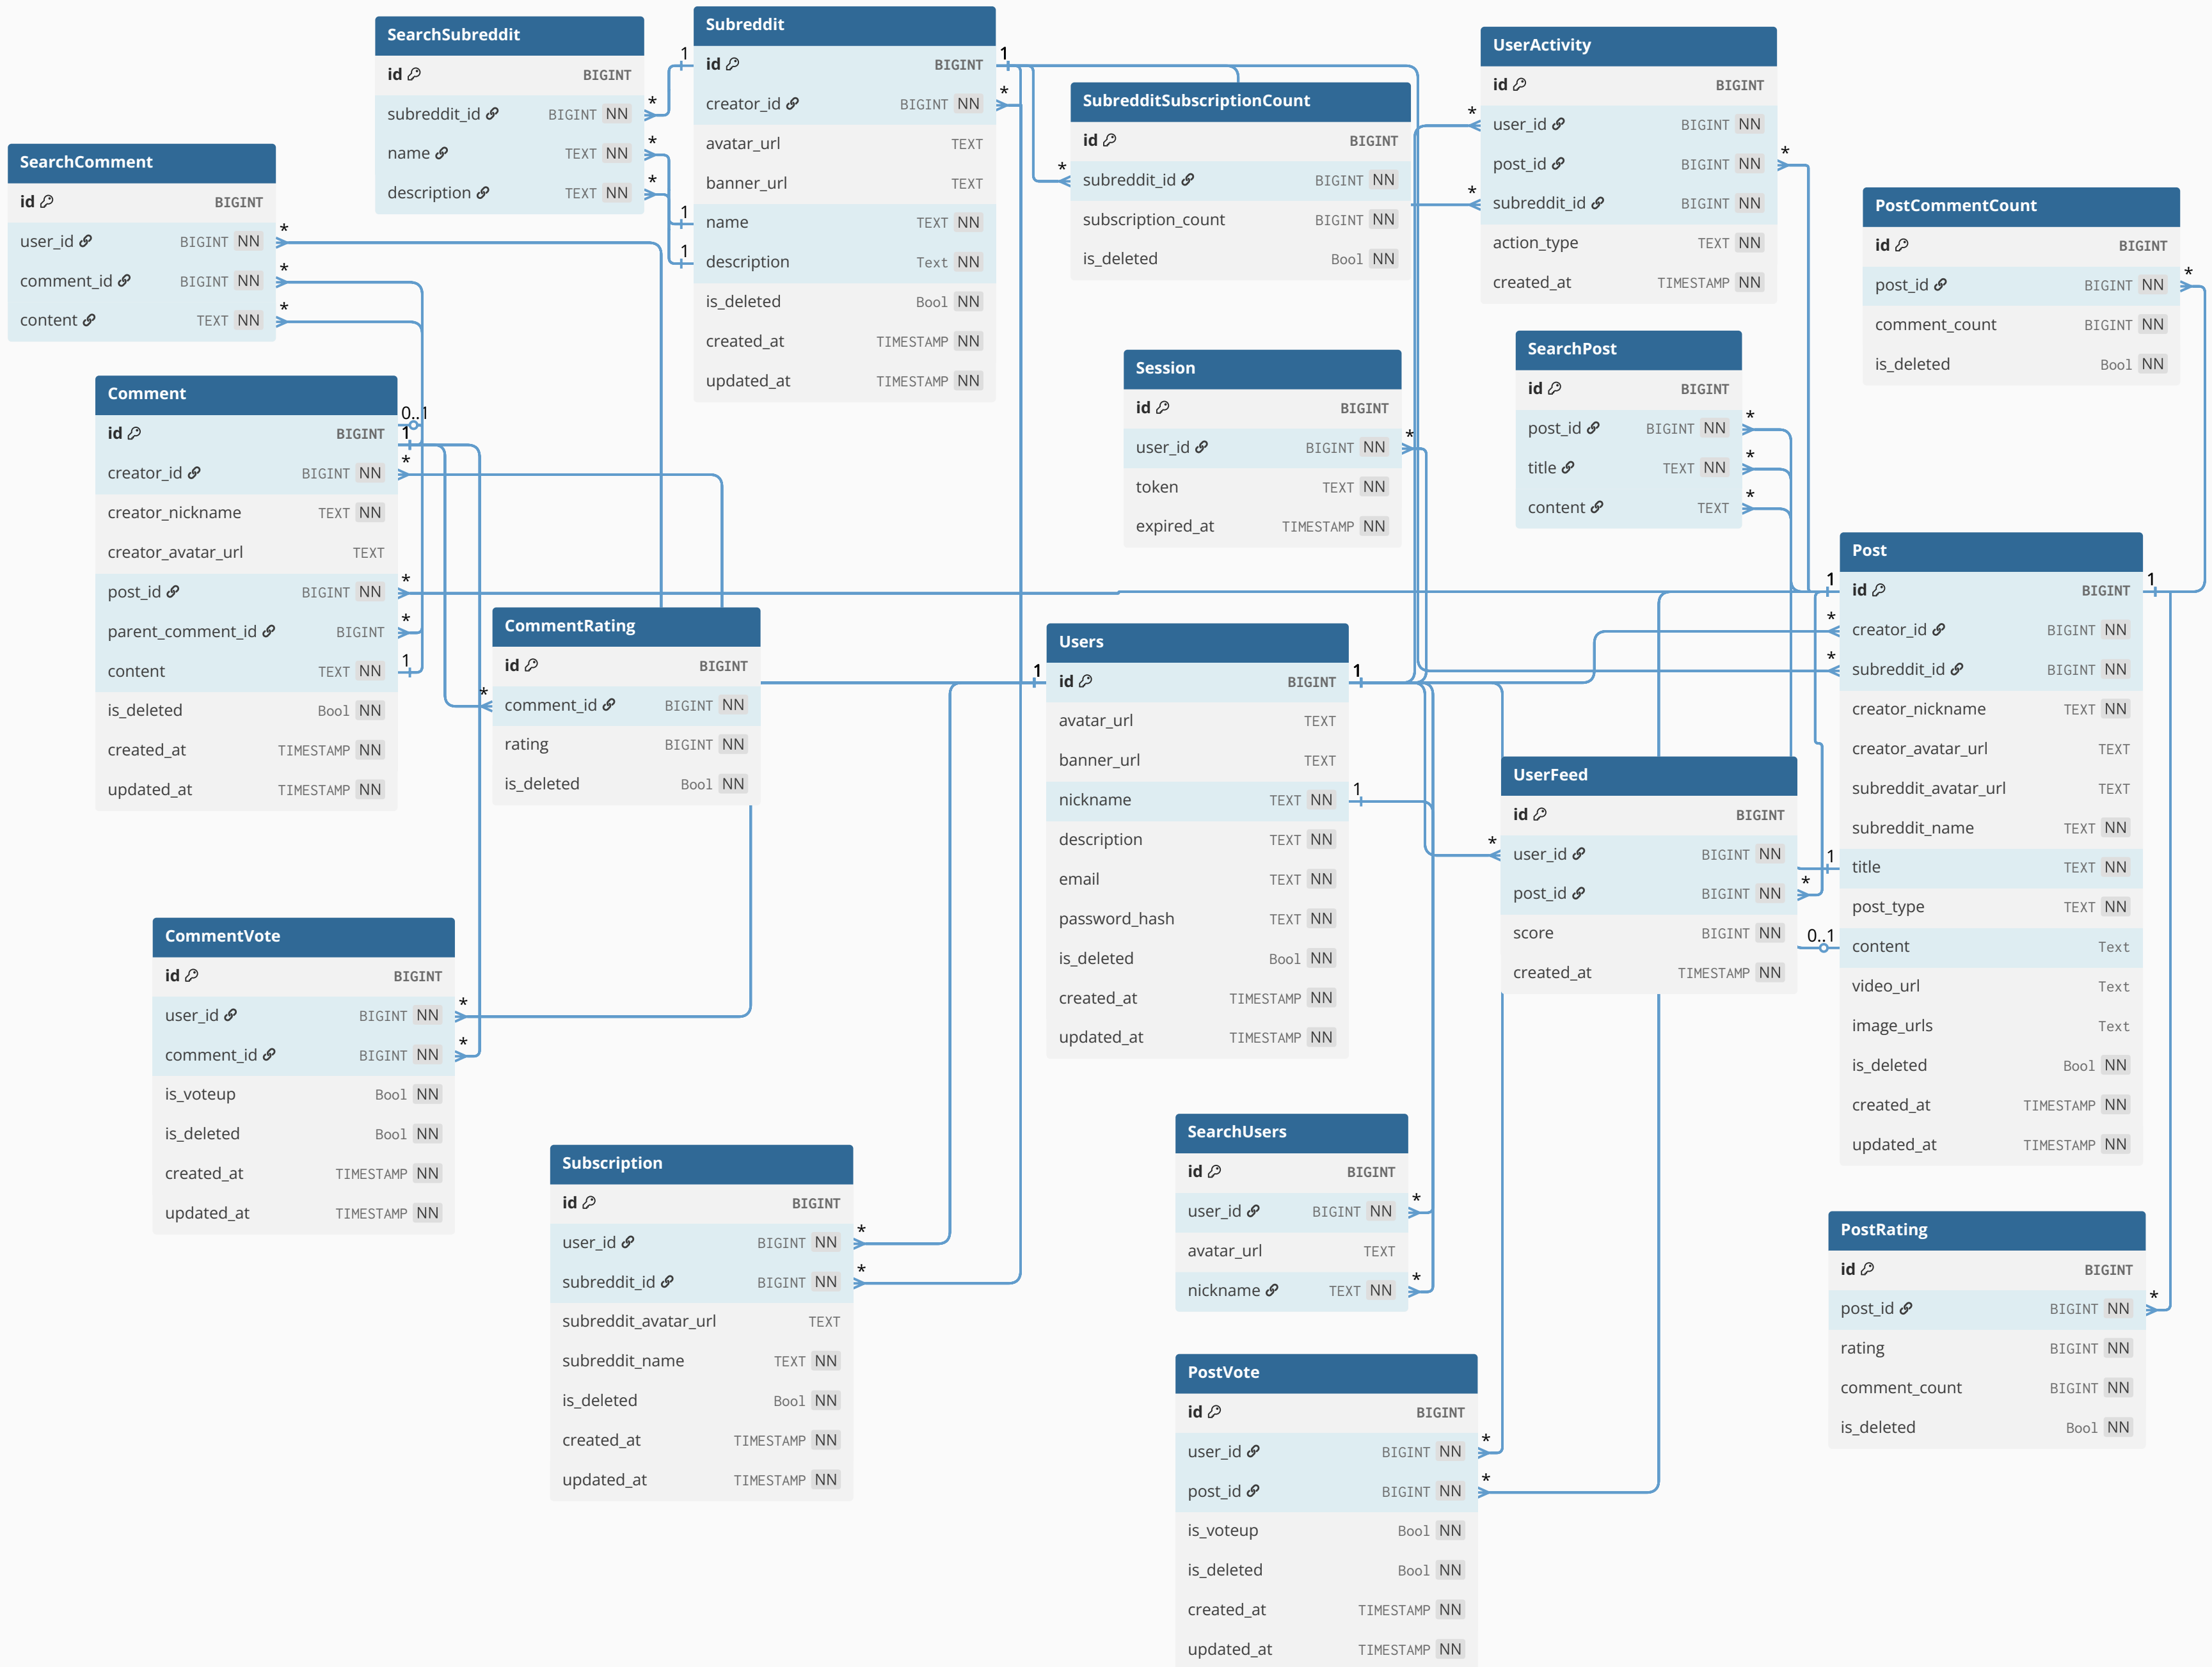 SearchSubreddit
id BIGINT
subreddit_id BIGINT NN
name TEXT NN
description TEXT NN
* * *
Subreddit
1 id BIGINT 1
creator_id BIGINT NN *
avatar_url TEXT
banner_url TEXT
1 name TEXT NN
1 description Text NN
is_deleted Bool NN
created_at TIMESTAMP NN
updated_at TIMESTAMP NN
SubredditSubscriptionCount
id BIGINT
* subreddit_id BIGINT NN
subscription_count BIGINT NN
is_deleted Bool NN
UserActivity
id BIGINT
* user_id BIGINT NN
post_id BIGINT NN *
* subreddit_id BIGINT NN
action_type TEXT NN
created_at TIMESTAMP NN
PostCommentCount
id BIGINT
post_id BIGINT NN *
comment_count BIGINT NN
is_deleted Bool NN
SearchComment
id BIGINT
user_id BIGINT NN *
comment_id BIGINT NN *
content TEXT NN *
Session
id BIGINT
user_id BIGINT NN *
token TEXT NN
expired_at TIMESTAMP NN
SearchPost
id BIGINT
post_id BIGINT NN *
title TEXT NN *
content TEXT *
Comment
0..1
id BIGINT 1
creator_id BIGINT NN *
creator_nickname TEXT NN
creator_avatar_url TEXT
post_id BIGINT NN *
parent_comment_id BIGINT *
content TEXT NN 1
is_deleted Bool NN
created_at TIMESTAMP NN
updated_at TIMESTAMP NN
CommentRating
id BIGINT
* comment_id BIGINT NN
rating BIGINT NN
is_deleted Bool NN
Users
1 id BIGINT 1
avatar_url TEXT
banner_url TEXT
nickname TEXT NN 1
description TEXT NN
email TEXT NN
password_hash TEXT NN
is_deleted Bool NN
created_at TIMESTAMP NN
updated_at TIMESTAMP NN
UserFeed
id BIGINT
* user_id BIGINT NN
post_id BIGINT NN *
score BIGINT NN
created_at TIMESTAMP NN
Post
1 id BIGINT 1
* creator_id BIGINT NN
* subreddit_id BIGINT NN
creator_nickname TEXT NN
creator_avatar_url TEXT
subreddit_avatar_url TEXT
subreddit_name TEXT NN
1 title TEXT NN
post_type TEXT NN
0..1 content Text
video_url Text
image_urls Text
is_deleted Bool NN
created_at TIMESTAMP NN
updated_at TIMESTAMP NN
CommentVote
id BIGINT
user_id BIGINT NN *
comment_id BIGINT NN *
is_voteup Bool NN
is_deleted Bool NN
created_at TIMESTAMP NN
updated_at TIMESTAMP NN
Subscription
id BIGINT
user_id BIGINT NN *
subreddit_id BIGINT NN *
subreddit_avatar_url TEXT
subreddit_name TEXT NN
is_deleted Bool NN
created_at TIMESTAMP NN
updated_at TIMESTAMP NN
SearchUsers
id BIGINT
user_id BIGINT NN *
avatar_url TEXT
nickname TEXT NN *
PostVote
id BIGINT
user_id BIGINT NN *
post_id BIGINT NN *
is_voteup Bool NN
is_deleted Bool NN
created_at TIMESTAMP NN
updated_at TIMESTAMP NN
PostRating
id BIGINT
post_id BIGINT NN *
rating BIGINT NN
comment_count BIGINT NN
is_deleted Bool NN